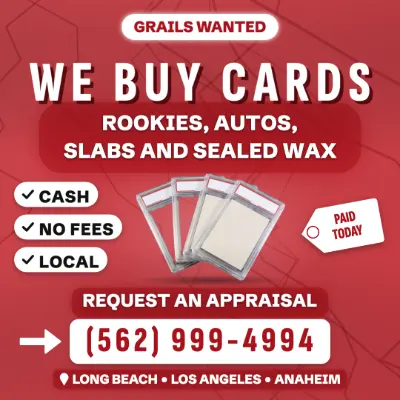 GRAILS WANTED
WE BUY CARDS
ROOKIES, AUTOS,
SLABS AND SEALED WAX
CASH
NO FEES
LOCAL
PAID
TODAY
REQUEST AN APPRAISAL
(562) 999-4994
LONG BEACH • LOS ANGELES • ANAHEIM